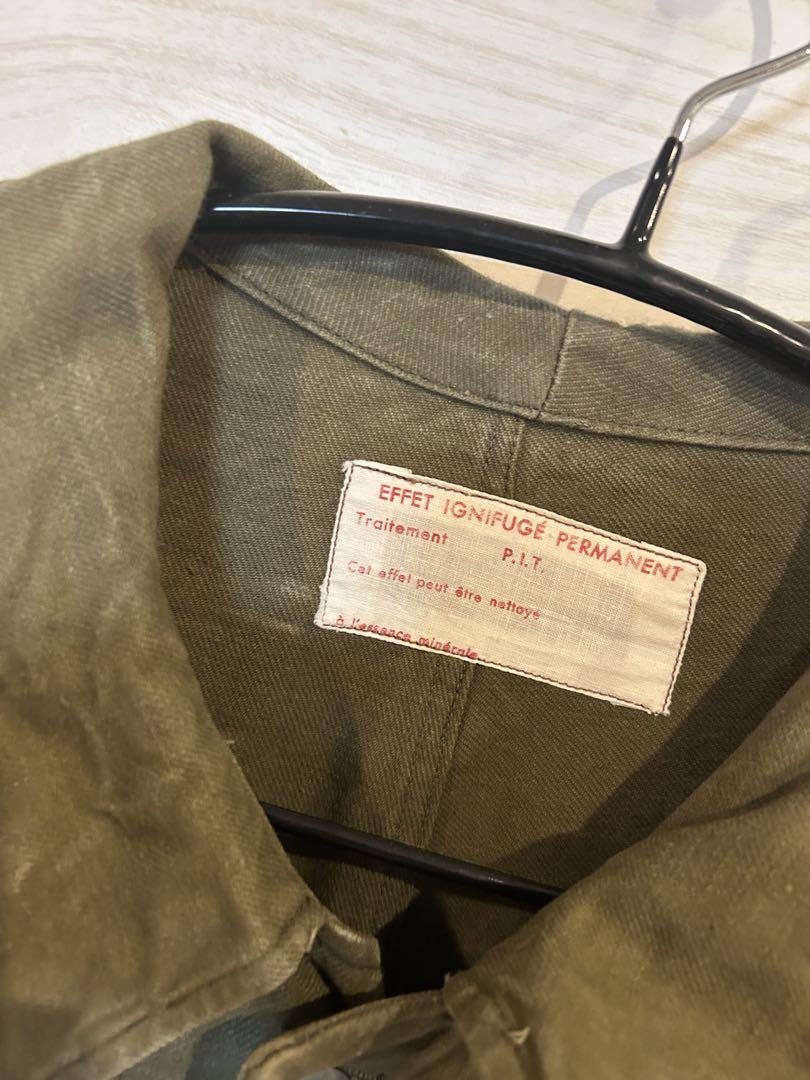 EFFET IGNIFUGÉ PERMANENT
Traitement P.I.T.
Cet effet peut être nettoyé
à l'essence minérale.